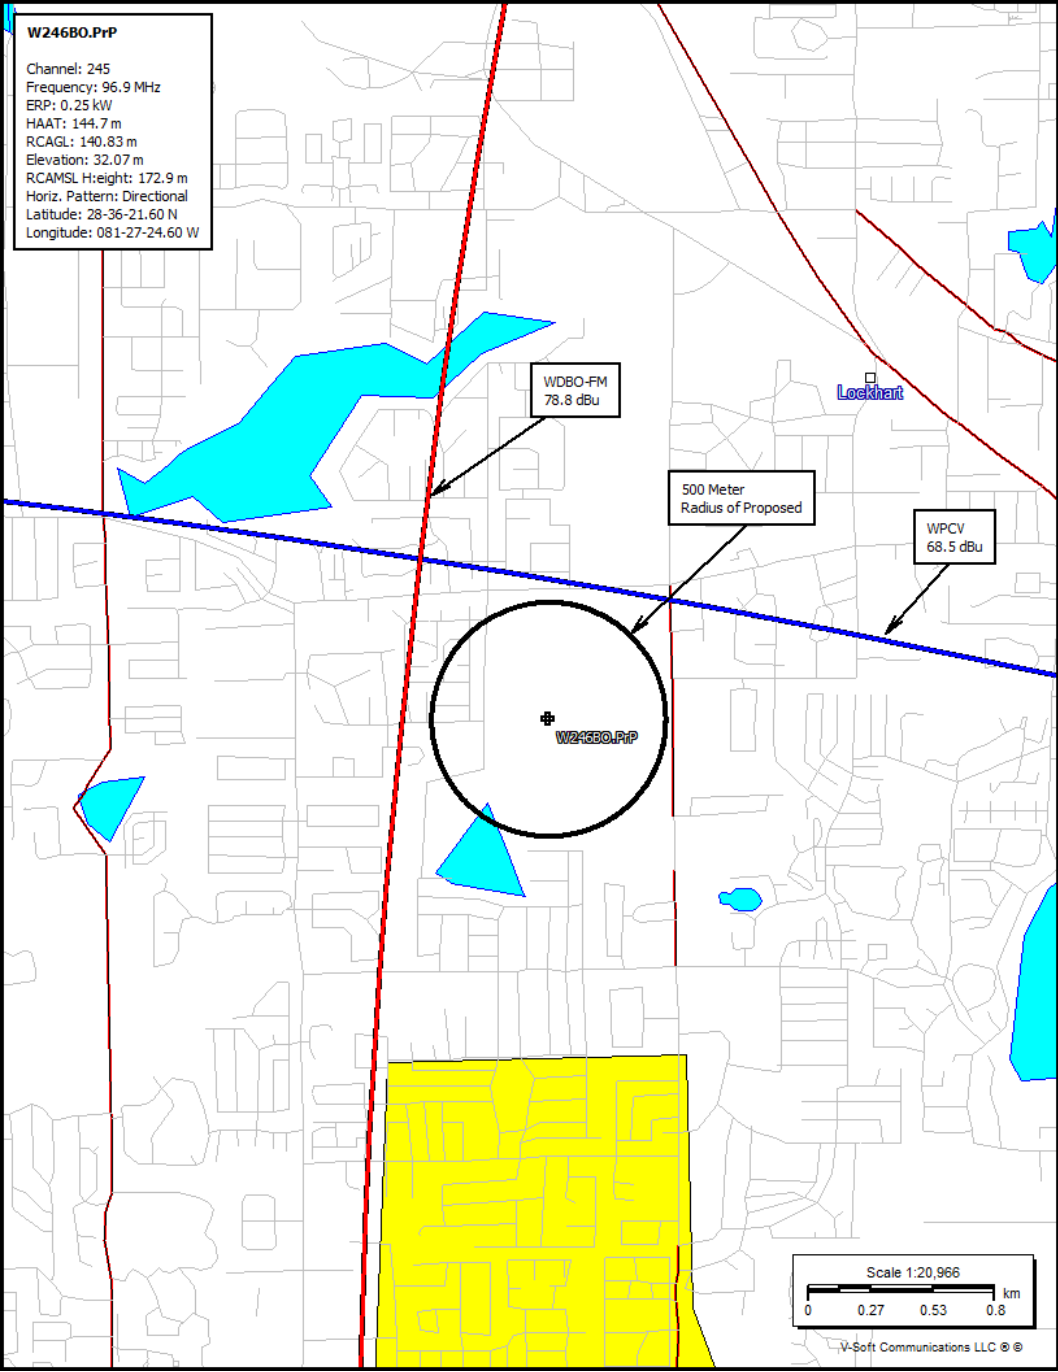 W246BO.PrP
Channel: 245
Frequency: 96.9 MHz
ERP: 0.25 kW
HAAT: 144.7 m
RCAGL: 140.83 m
Elevation: 32.07 m
RCAMSL H:eight: 172.9 m
Horiz. Pattern: Directional
Latitude: 28-36-21.60 N
Longitude: 081-27-24.60 W
WDBO-FM
78.8 dBu
Lockhart
500 Meter
Radius of Proposed
WPCV
68.5 dBu
W246BO.PrP
Scale 1:20,966
km
0 0.27 0.53 0.8
V-Soft Communications LLC ® ©